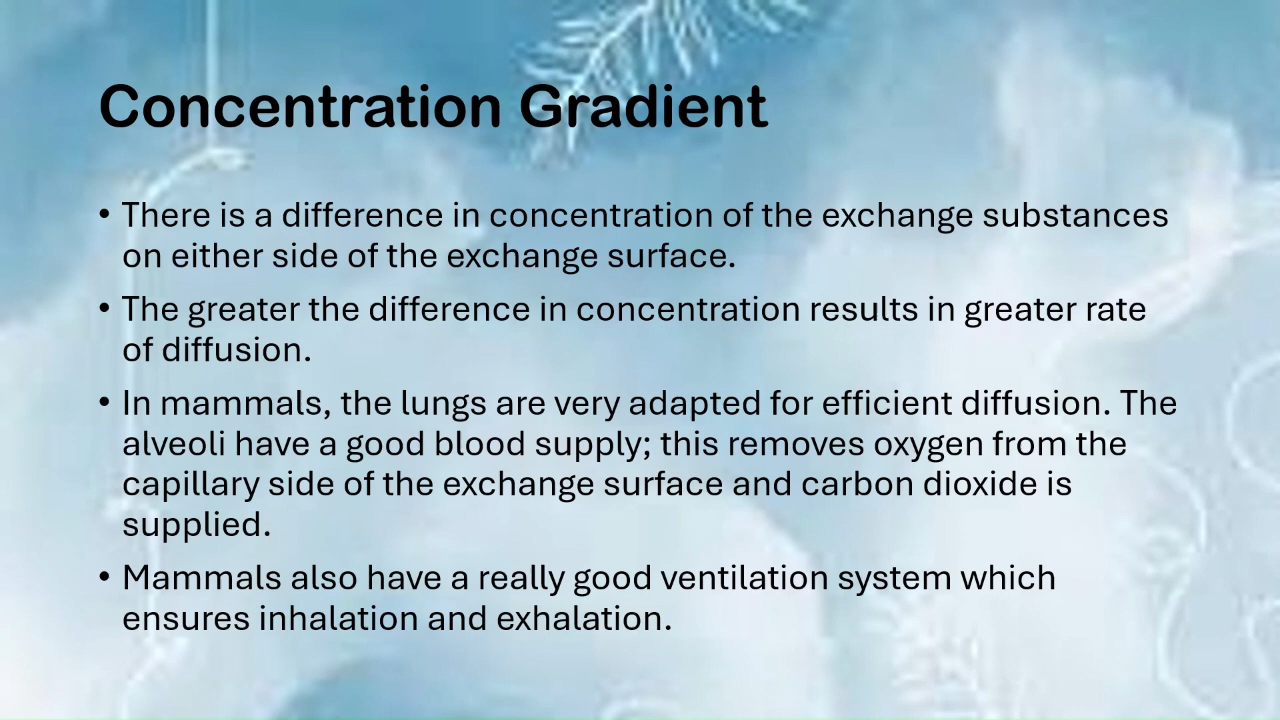 Concentration Gradient
• There is a difference in concentration of the exchange substances
on either side of the exchange surface.
• The greater the difference in concentration results in greater rate
of diffusion.
• In mammals, the lungs are very adapted for efficient diffusion. The
alveoli have a good blood supply; this removes oxygen from the
capillary side of the exchange surface and carbon dioxide is
supplied.
• Mammals also have a really good ventilation system which
ensures inhalation and exhalation.